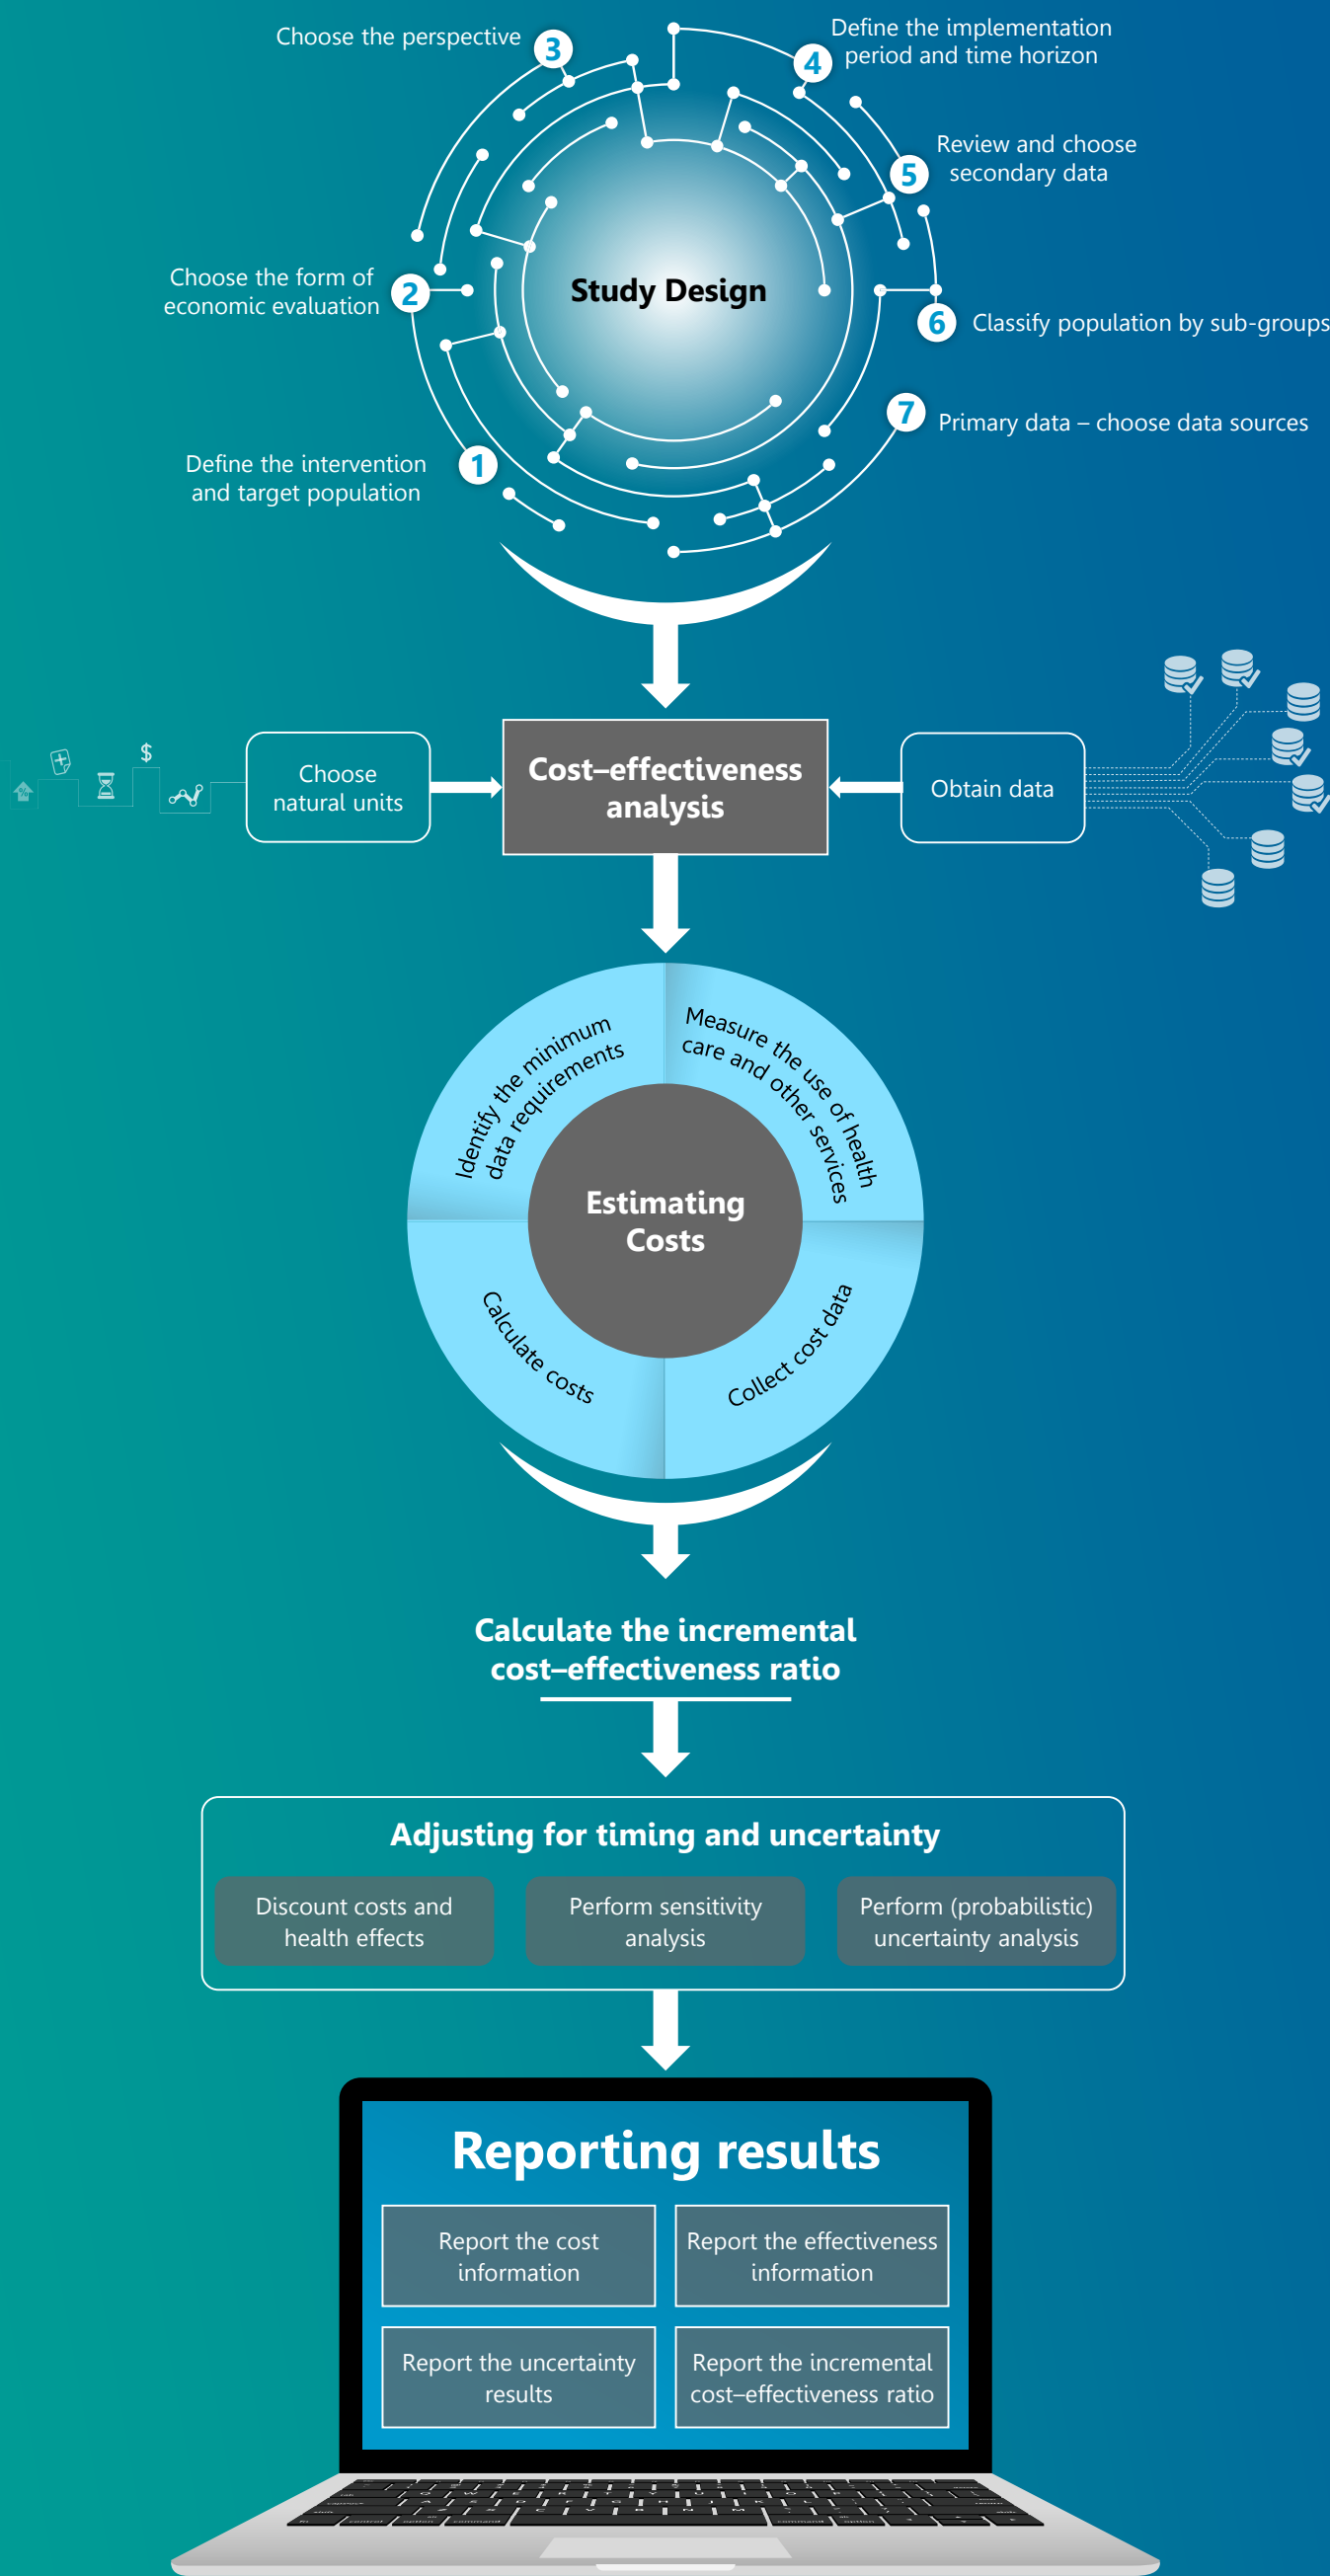 Choose the perspective
3
Define the implementation
period and time horizon
4
Review and choose
secondary data
5
Choose the form of
economic evaluation
2
Study Design
6
Classify population by sub-groups
7
Primary data – choose data sources
Define the intervention
and target population
1
$
Choose
natural units
Cost–effectiveness
analysis
Obtain data
Identify the minimum
data requirements
Measure the use of health
care and other services
Estimating
Costs
Calculate costs
Collect cost data
Calculate the incremental
cost–effectiveness ratio
Adjusting for timing and uncertainty
Discount costs and
health effects
Perform sensitivity
analysis
Perform (probabilistic)
uncertainty analysis
Reporting results
Report the cost
information
Report the effectiveness
information
Report the uncertainty
results
Report the incremental
cost–effectiveness ratio